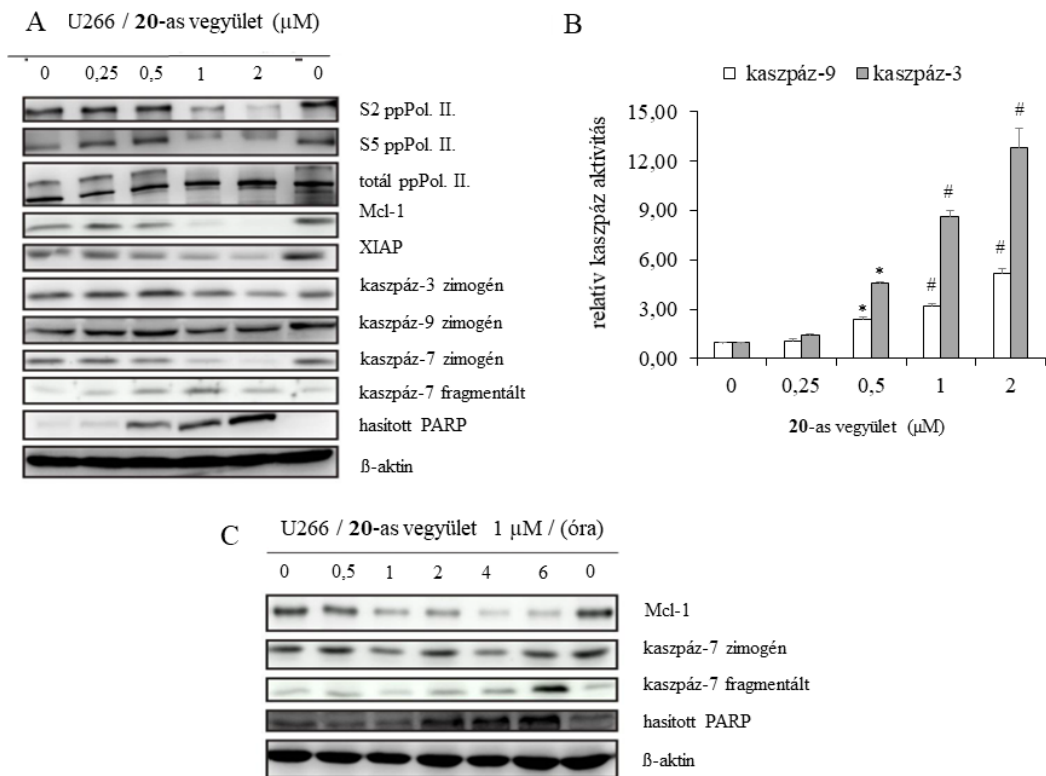 A U266 / 20-as vegyület (µM)
0 0,25 0,5 1 2 0
S2 ppPol. II.
S5 ppPol. II.
totál ppPol. II.
Mcl-1
XIAP
kaszpáz-3 zimogén
kaszpáz-9 zimogén
kaszpáz-7 zimogén
kaszpáz-7 fragmentált
hasított PARP
ß-aktin
B
kaszpáz-9 kaszpáz-3
relatív kaszpáz aktivitás
15,00
12,00
9,00
6,00
3,00
0,00
* * # # # #
0 0,25 0,5 1 2
20-as vegyület (µM)
C U266 / 20-as vegyület 1 µM / (óra)
0 0,5 1 2 4 6 0
Mcl-1
kaszpáz-7 zimogén
kaszpáz-7 fragmentált
hasított PARP
ß-aktin